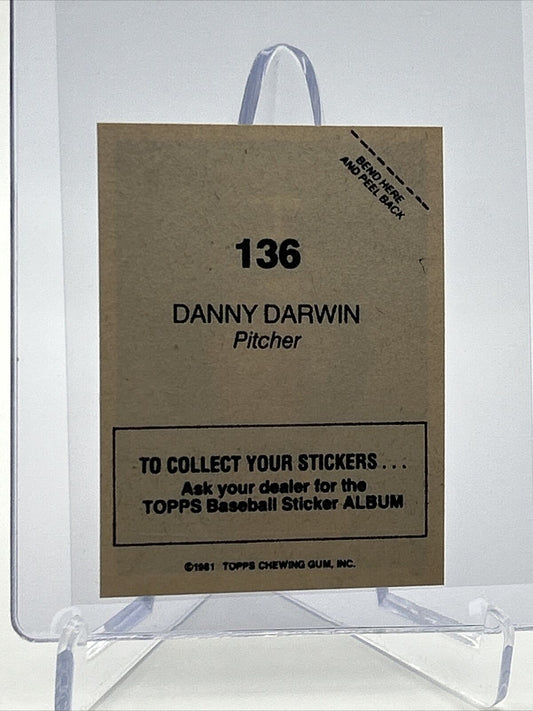 BEND HERE
AND PEEL BACK
136
DANNY DARWIN
Pitcher
TO COLLECT YOUR STICKERS...
Ask your dealer for the
TOPPS Baseball Sticker ALBUM
©1981 TOPPS CHEWING GUM, INC.